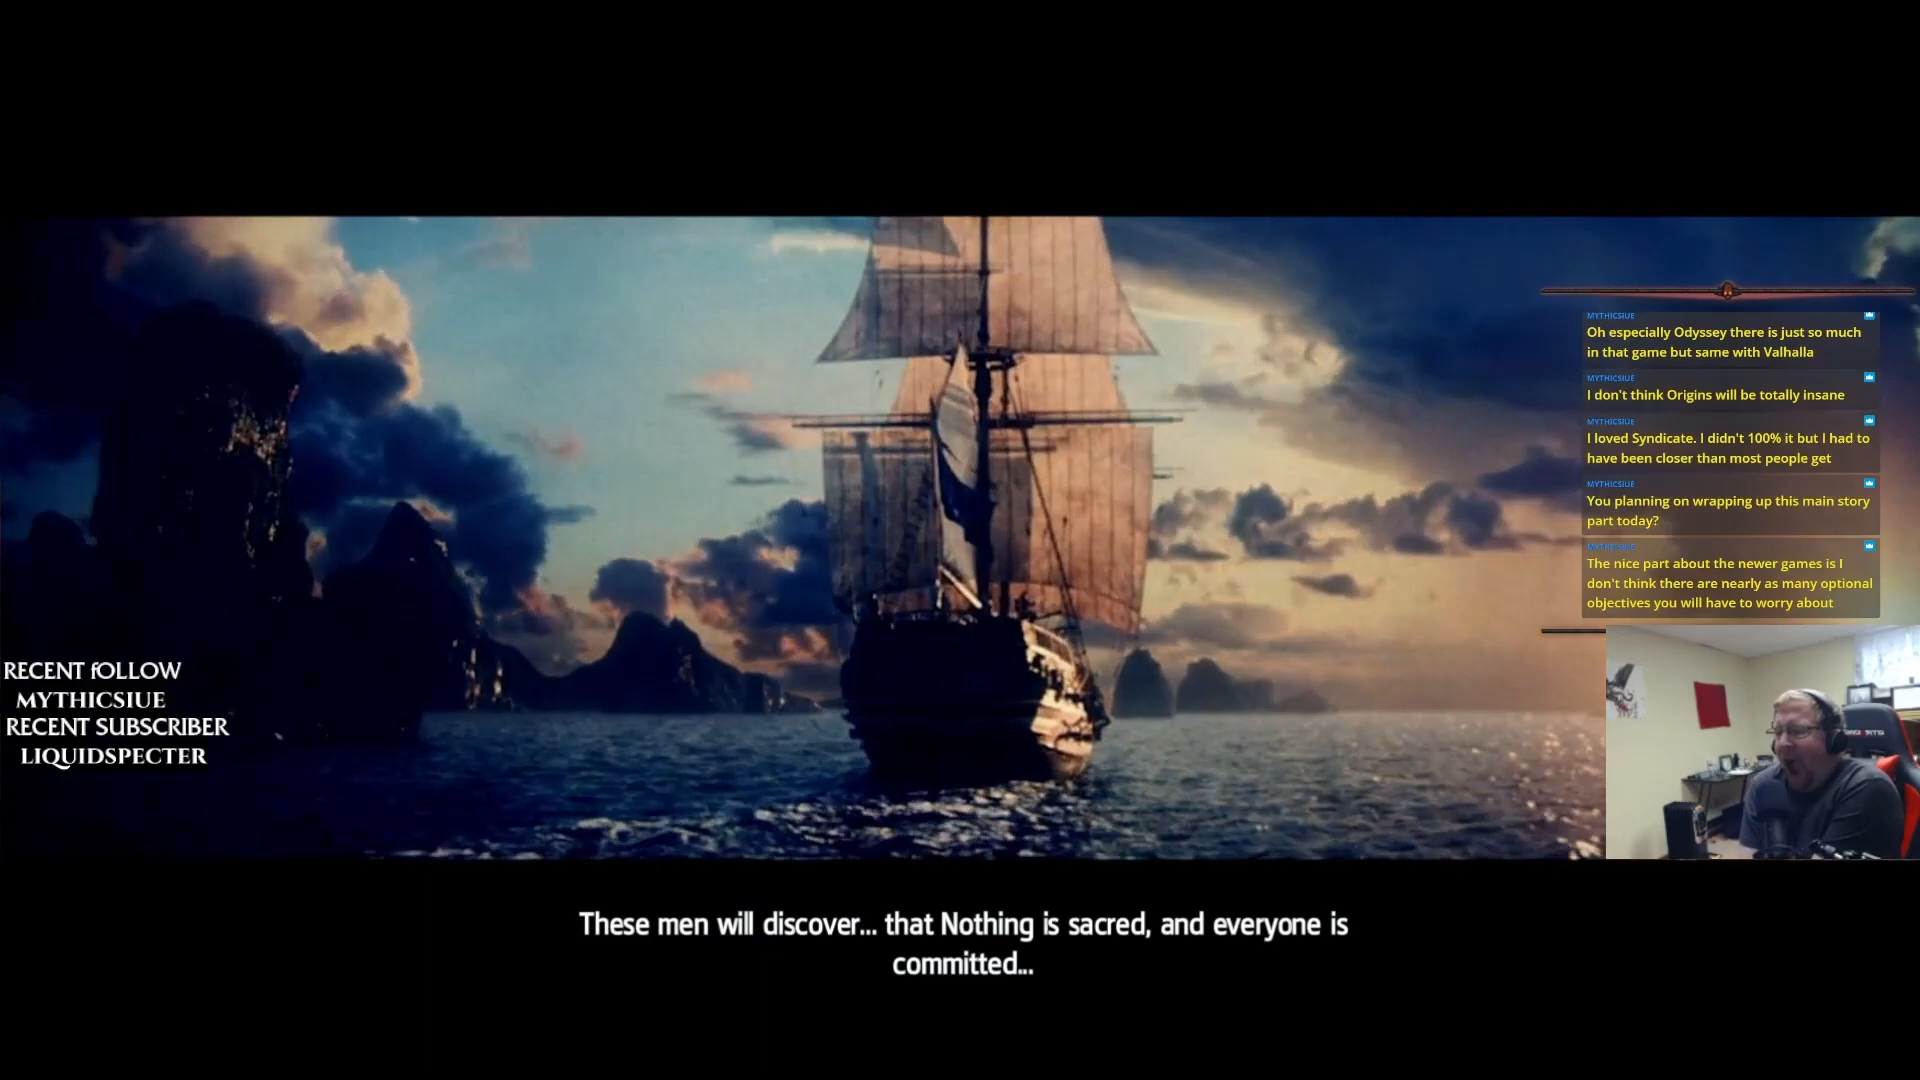 MYTHICSIUE
Oh especially Odyssey there is just so much
in that game but same with Valhalla
MYTHICSIUE
I don't think Origins will be totally insane
MYTHICSIUE
I loved Syndicate. I didn't 100% it but I had to
have been closer than most people get
MYTHICSIUE
You planning on wrapping up this main story
part today?
MYTHICSIUE
The nice part about the newer games is I
don't think there are nearly as many optional
objectives you will have to worry about
RECENT FOLLOW
MYTHICSIUE
RECENT SUBSCRIBER
LIQUIDSPECTER
These men will discover... that Nothing is sacred, and everyone is
committed...